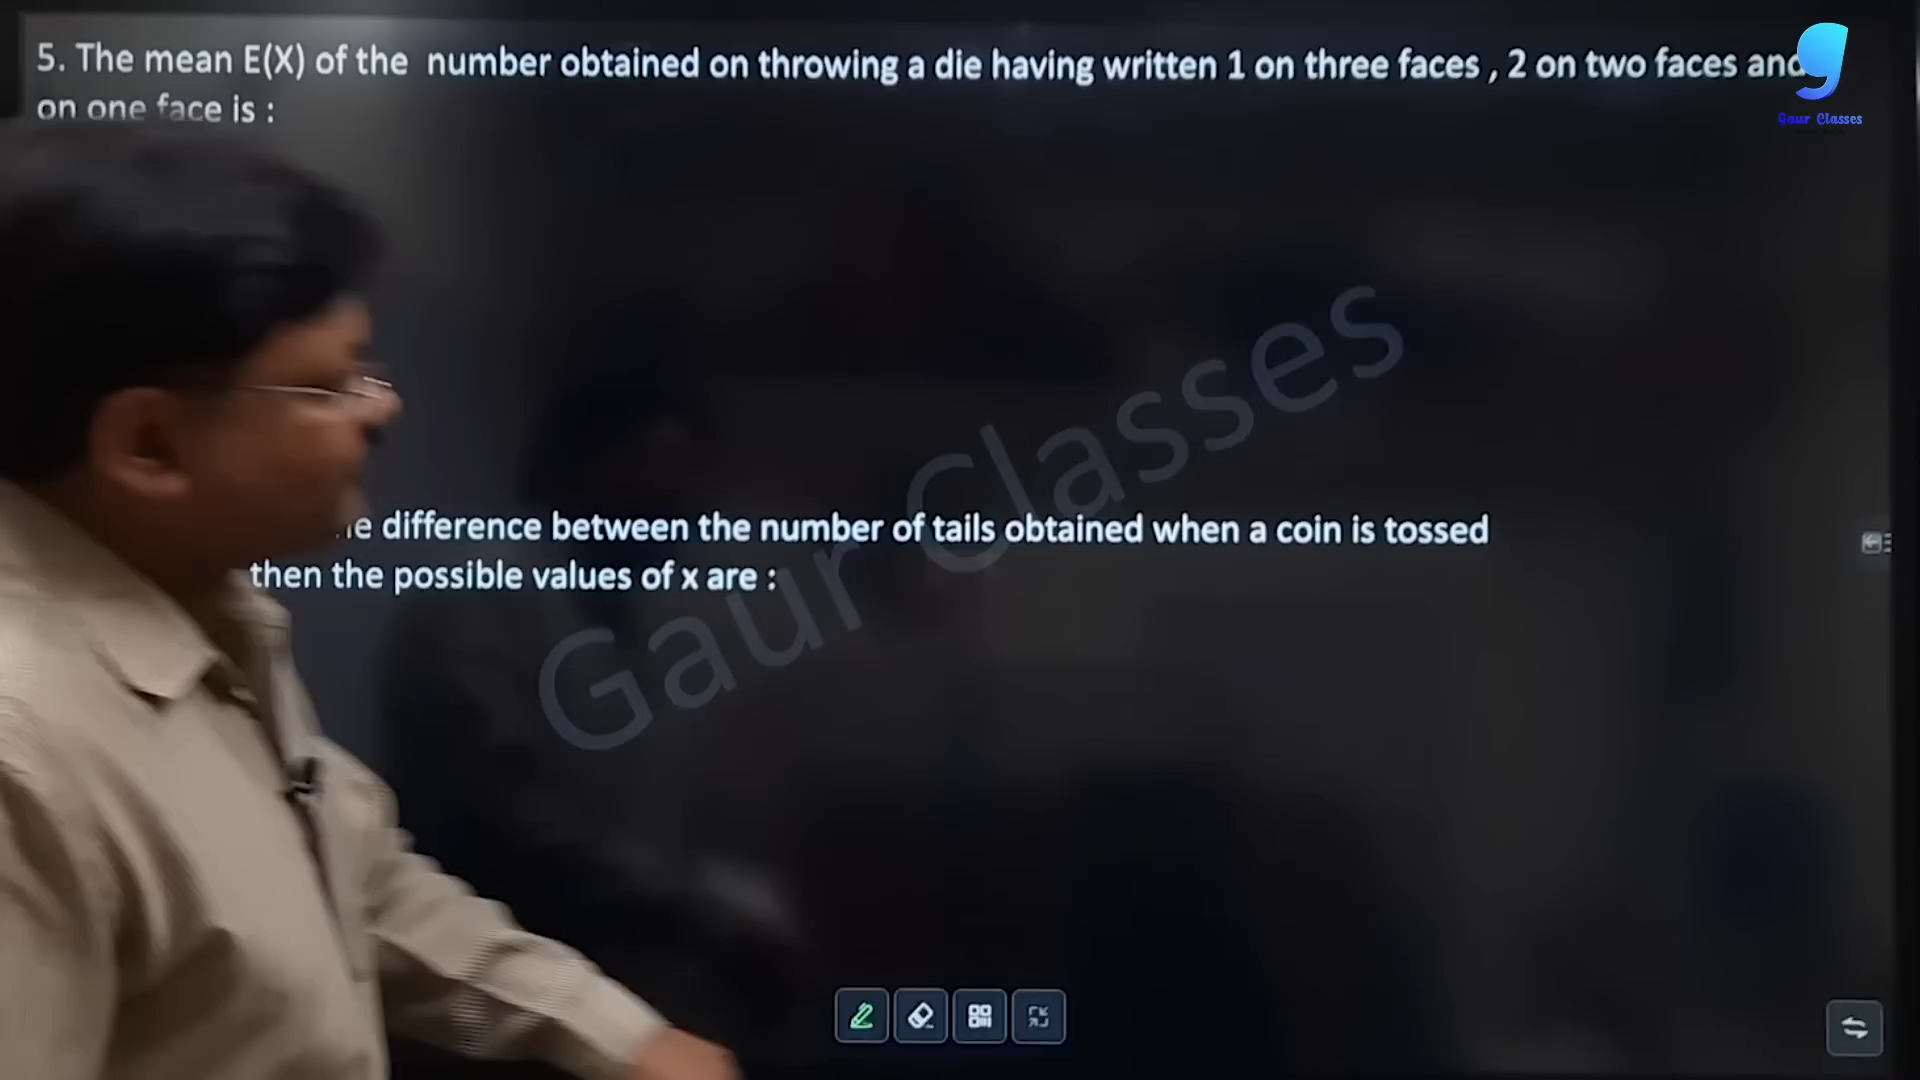 5. The mean E(X) of the number obtained on throwing a die having written 1 on three faces , 2 on two faces and
on one face is :
Gaur Classes
difference between the number of tails obtained when a coin is tossed
then the possible values of x are :
Gaur Classes